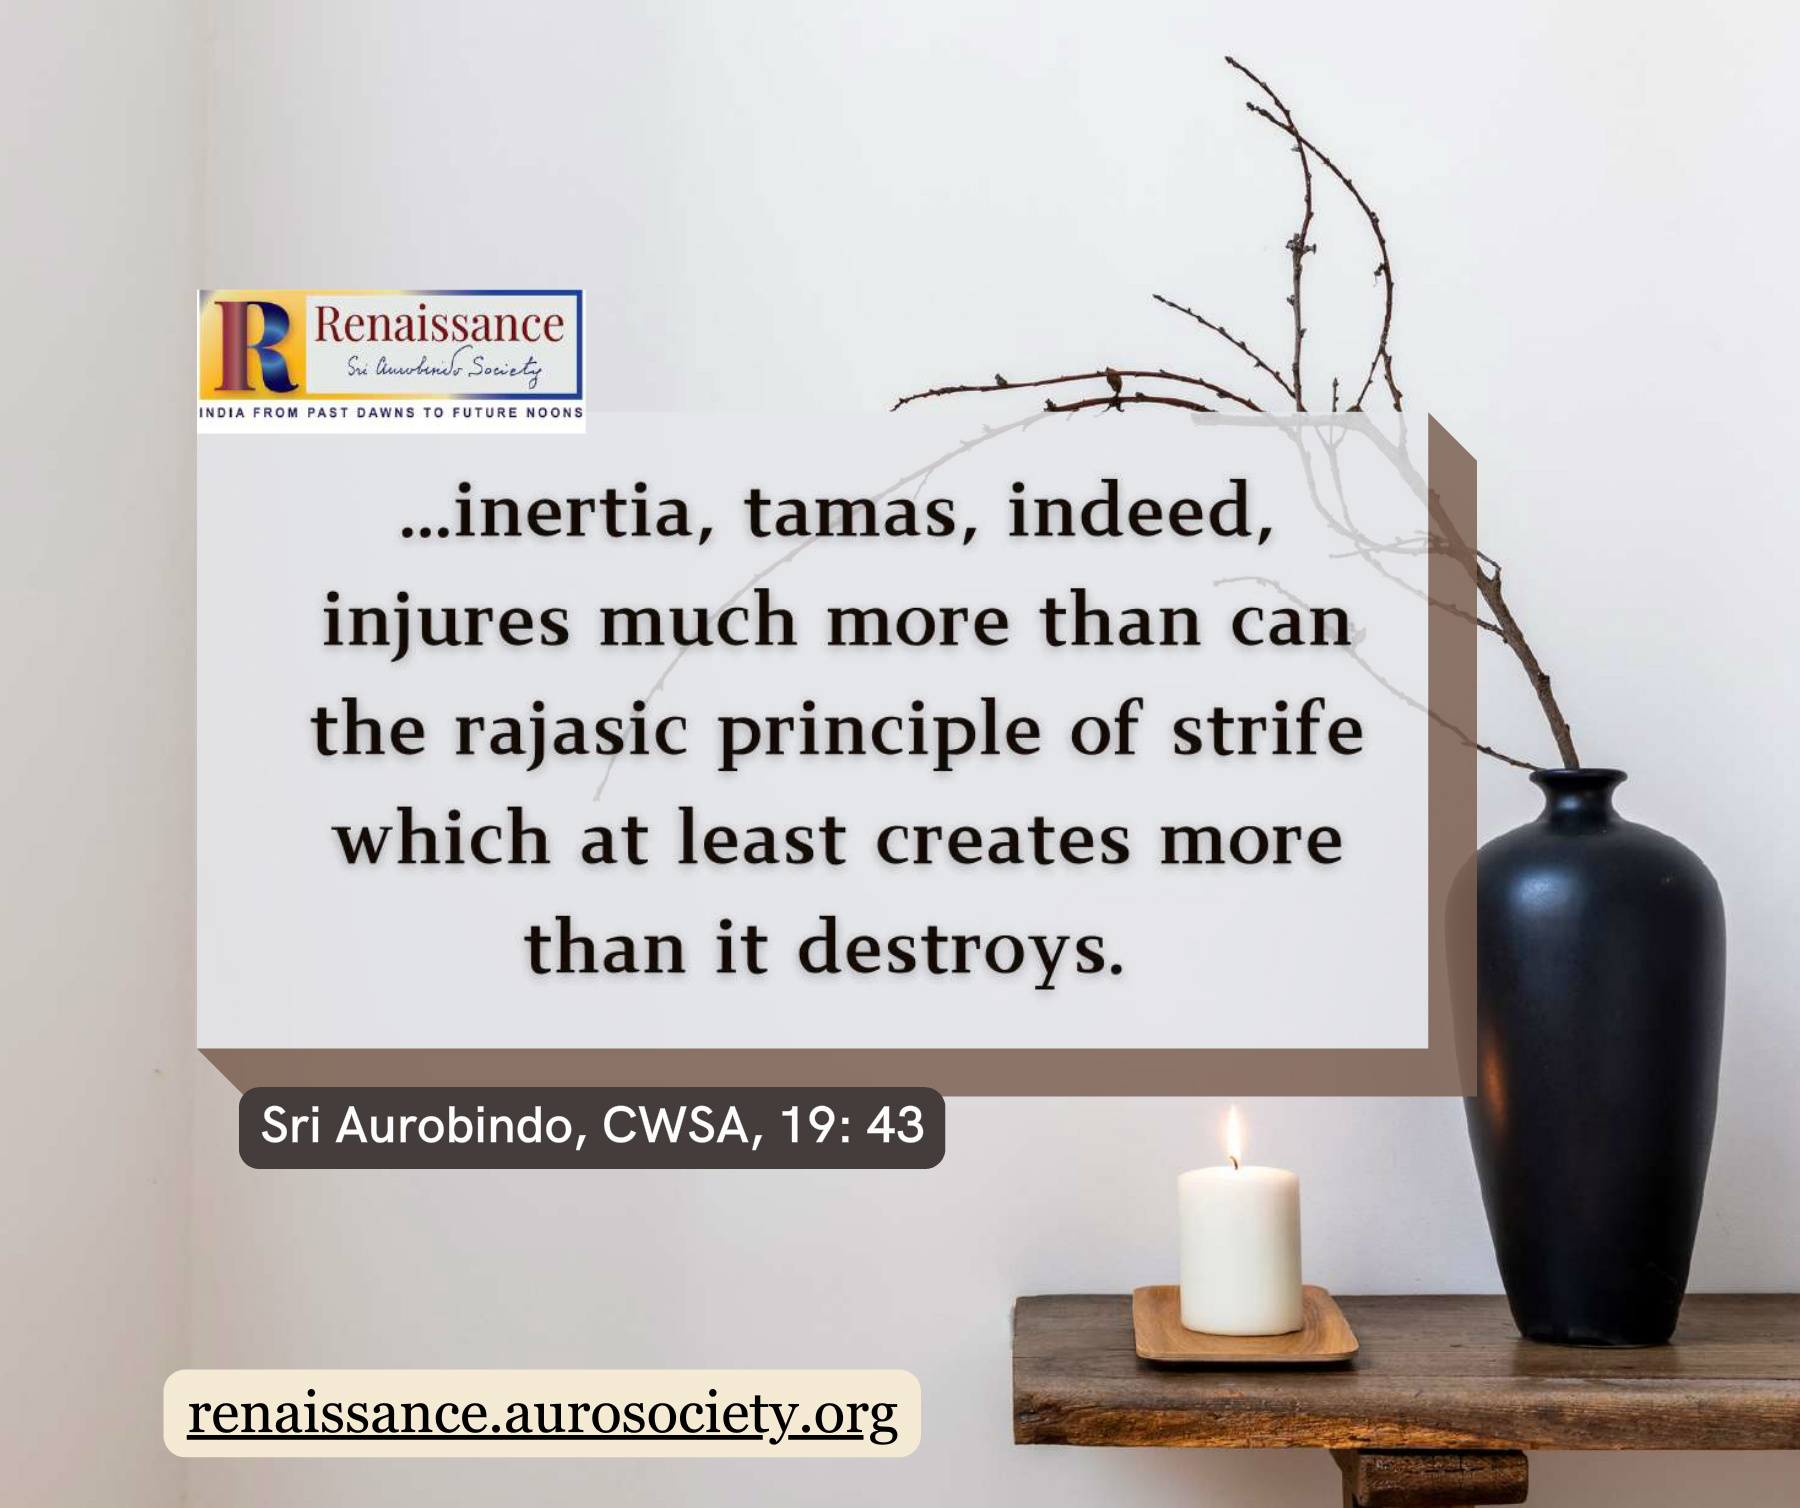 R Renaissance
Sri Aurobindo Society
INDIA FROM PAST DAWNS TO FUTURE NOONS
...inertia, tamas, indeed,
injures much more than can
the rajasic principle of strife
which at least creates more
than it destroys.
Sri Aurobindo, CWSA, 19: 43
renaissance.aurosociety.org